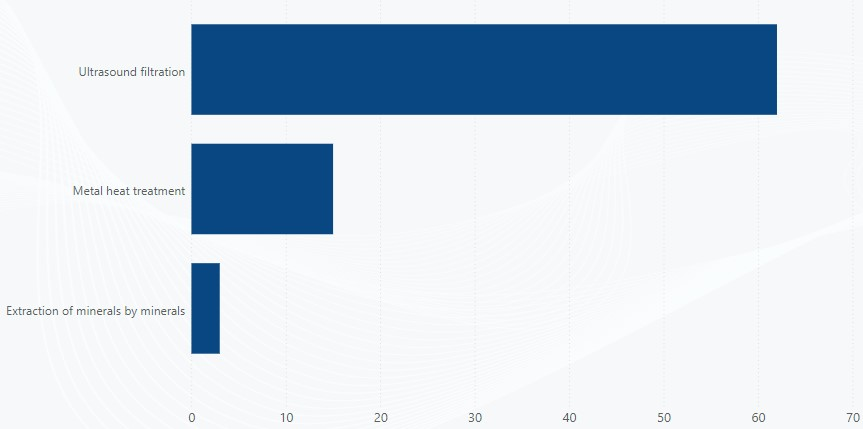 Ultrasound filtration
Metal heat treatment
Extraction of minerals by minerals
0 10 20 30 40 50 60 70